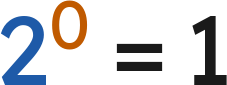 2⁰ = 1